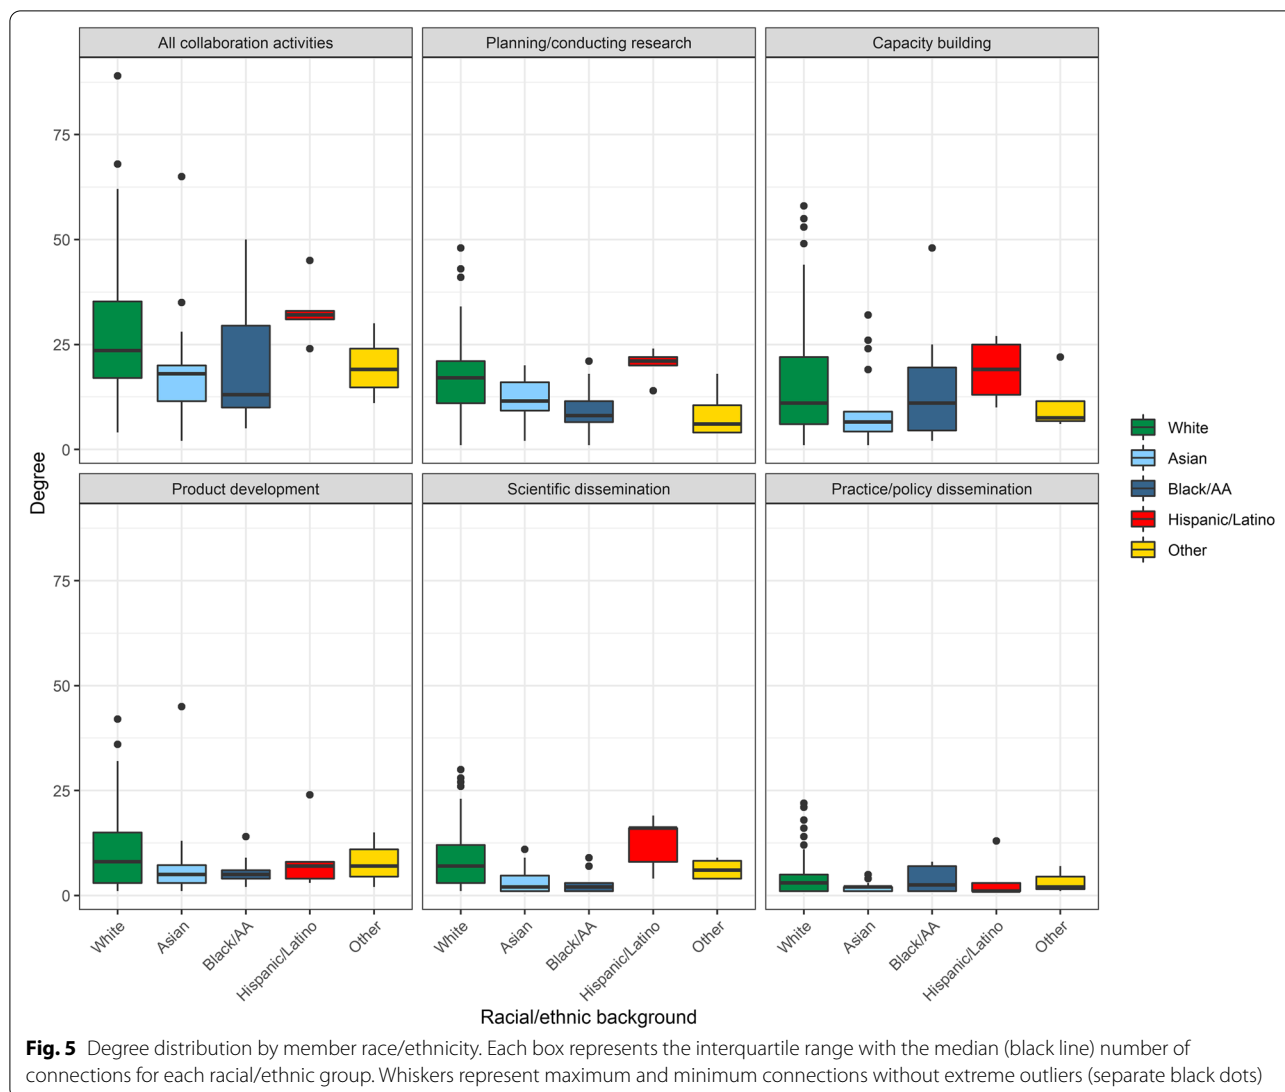 All collaboration activities
Planning/conducting research
Capacity building
75
50
25
0
Product development
Scientific dissemination
Practice/policy dissemination
75
50
25
0
Degree
White
Asian
Black/AA
Hispanic/Latino
Other
White
Asian
Black/AA
Hispanic/Latino
Other
White
Asian
Black/AA
Hispanic/Latino
Other
Racial/ethnic background
White
Asian
Black/AA
Hispanic/Latino
Other
Fig. 5 Degree distribution by member race/ethnicity. Each box represents the interquartile range with the median (black line) number of
connections for each racial/ethnic group. Whiskers represent maximum and minimum connections without extreme outliers (separate black dots)